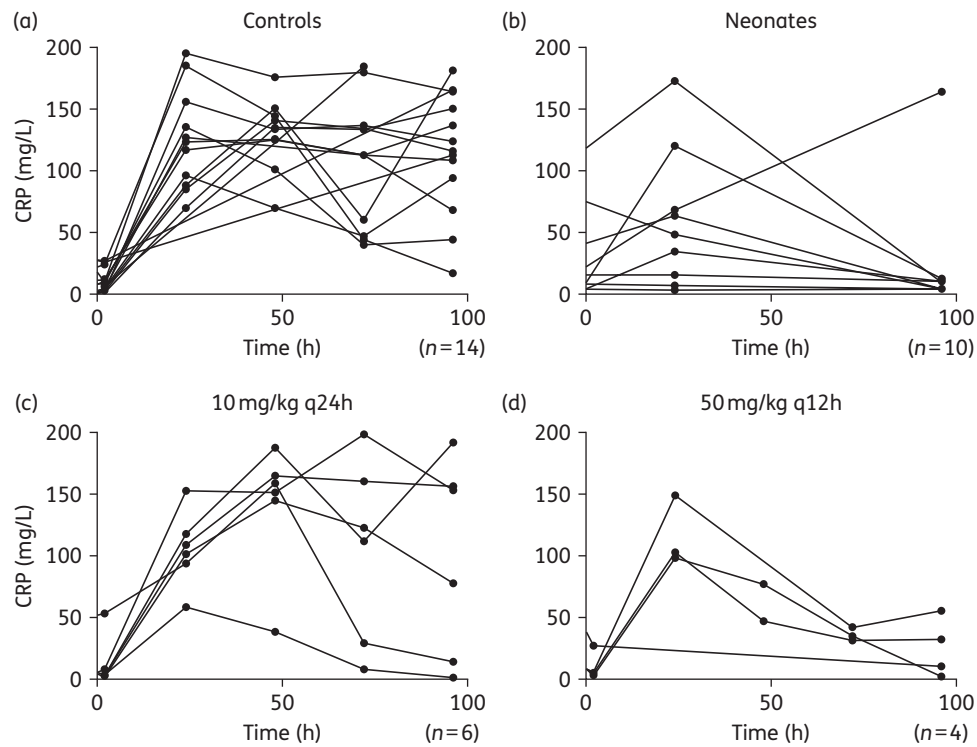 (a) Controls
CRP (mg/L)
200
150
100
50
0
0 50 100
Time (h) (n=14)
(b) Neonates
200
150
100
50
0
0 50 100
Time (h) (n=10)
(c) 10 mg/kg q24h
CRP (mg/L)
200
150
100
50
0
0 50 100
Time (h) (n=6)
(d) 50 mg/kg q12h
200
150
100
50
0
0 50 100
Time (h) (n=4)